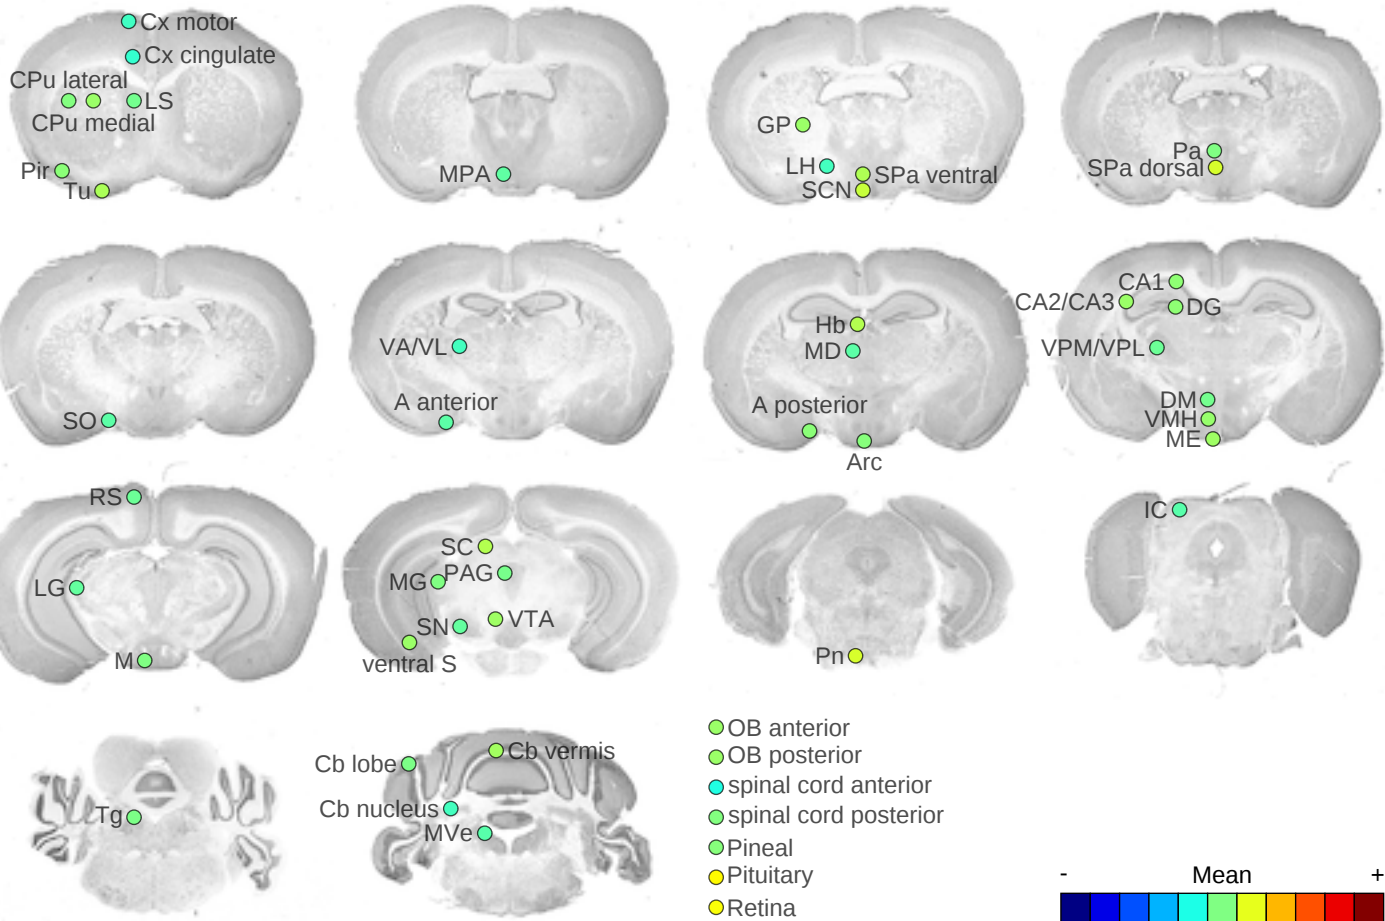 Cx motor
Cx cingulate
CPu lateral
LS
CPu medial
Pir
Tu
MPA
GP
LH
SPa ventral
SCN
Pa
SPa dorsal
SO
VA/VL
A anterior
Hb
MD
A posterior
Arc
CA1
CA2/CA3
DG
VPM/VPL
DM
VMH
ME
RS
LG
M
SC
MG
PAG
SN
VTA
ventral S
Pn
IC
Tg
Cb lobe
Cb vermis
Cb nucleus
MVe
OB anterior
OB posterior
spinal cord anterior
spinal cord posterior
Pineal
Pituitary
Retina
- Mean +